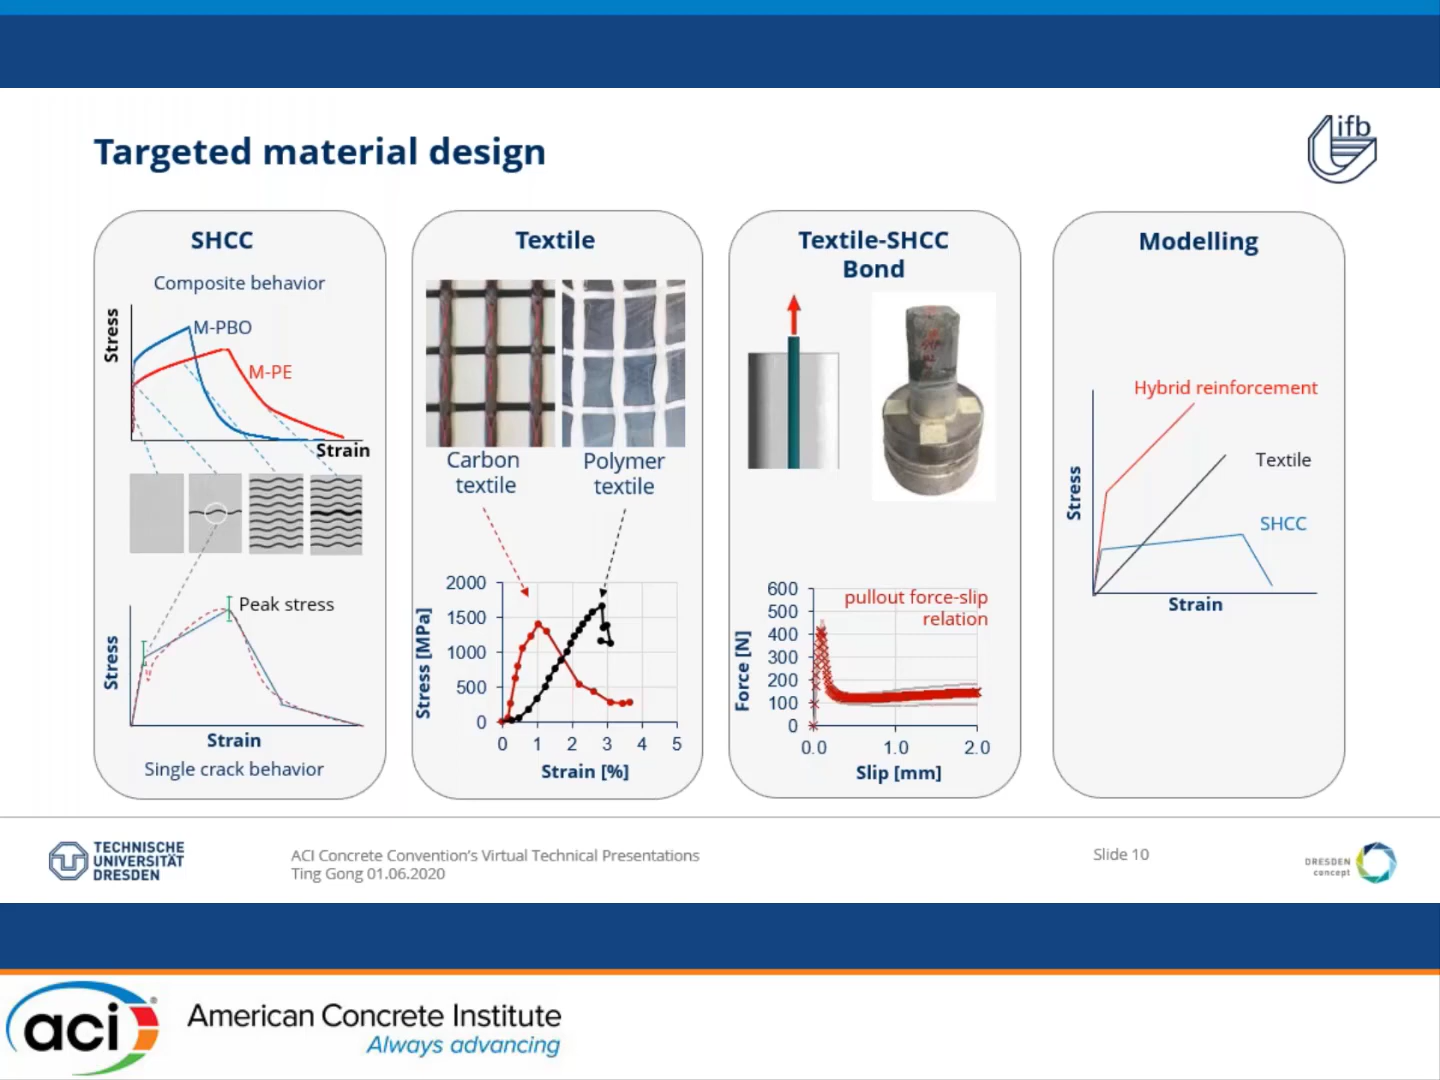 Targeted material design
ifb
SHCC
Composite behavior
Stress
M-PBO
M-PE
Strain
Peak stress
Stress
Strain
Single crack behavior
Textile
Carbon
textile
Polymer
textile
2000
1500
1000
500
0
Stress [MPa]
0 1 2 3 4 5
Strain [%]
Textile-SHCC
Bond
600
500
400
300
200
100
0
pullout force-slip
relation
Force [N]
0.0 1.0 2.0
Slip [mm]
Modelling
Hybrid reinforcement
Textile
SHCC
Stress
Strain
TECHNISCHE
UNIVERSITÄT
DRESDEN
ACI Concrete Convention's Virtual Technical Presentations
Ting Gong 01.06.2020
Slide 10
DRESDEN
concept
aci
American Concrete Institute
Always advancing